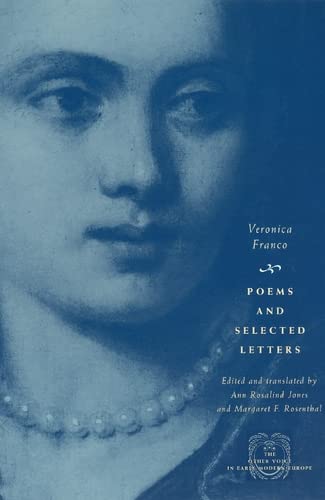 Veronica
Franco
POEMS
AND
SELECTED
LETTERS
Edited and translated by
Ann Rosalind Jones
and Margaret F. Rosenthal
THE
OTHER VOICE
IN EARLY MODERN EUROPE